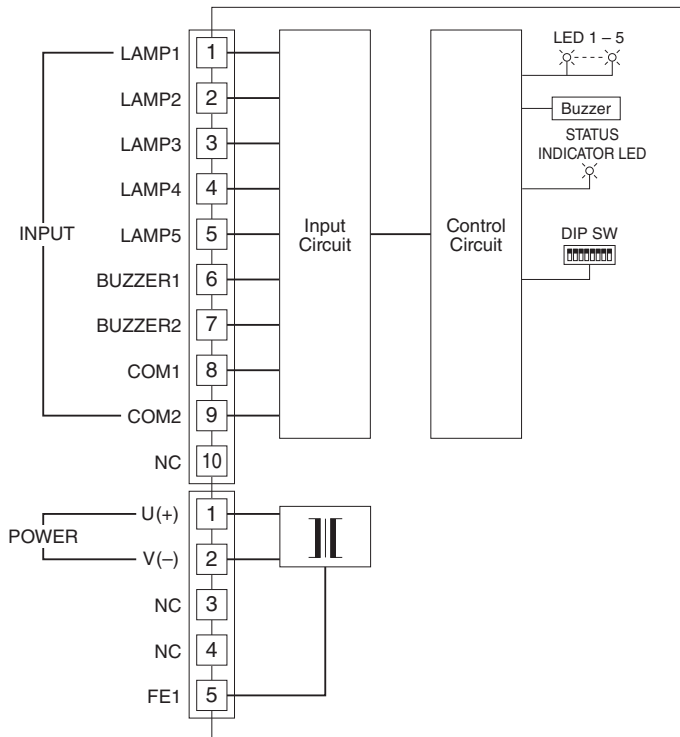 LED 1 – 5
LAMP1 1
LAMP2 2
Buzzer
STATUS
INDICATOR LED
LAMP3 3
LAMP4 4
INPUT
LAMP5 5
Input
Circuit
Control
Circuit
DIP SW
BUZZER1 6
BUZZER2 7
COM1 8
COM2 9
NC 10
U(+) 1
POWER
V(–) 2
NC 3
NC 4
FE1 5